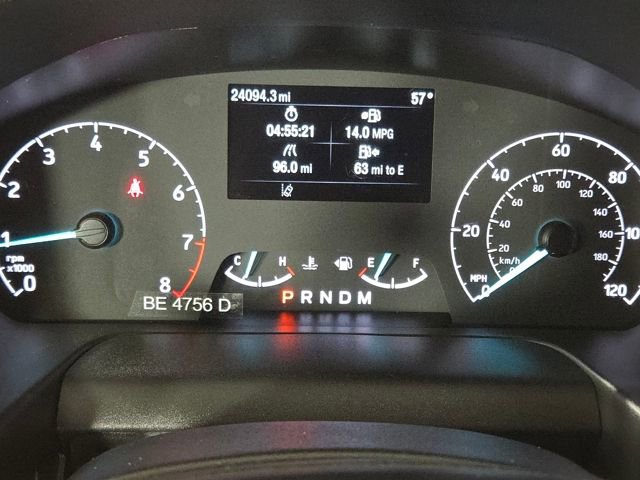 24094.3 mi 57°
04:55:21 14.0 MPG
96.0 mi 63 mi to E
0 1 2 3 4 5 6 7 8
rpm
x1000
BE 4756 D
C H E F
P R N D M
0 20 40 60 80 100 120
MPH
0 20 40 60 80 100 120 140 160 180
km/h